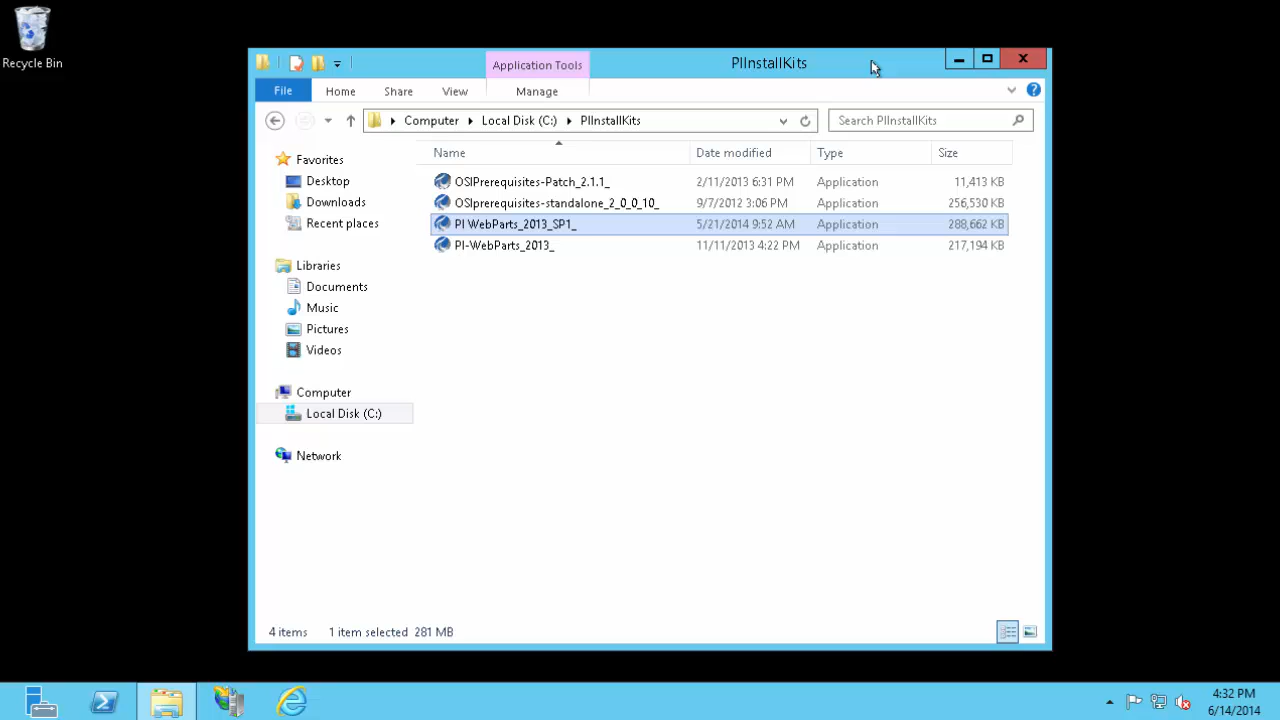 Recycle Bin
Application Tools
PIInstallKits
File Home Share View Manage
Computer Local Disk (C:) PIInstallKits
Search PIInstallKits
Name Date modified Type Size
Favorites
Desktop
Downloads
Recent places
Libraries
Documents
Music
Pictures
Videos
Computer
Local Disk (C:)
Network
OSIPrerequisites-Patch_2.1.1_ 2/11/2013 6:31 PM Application 11,413 KB
OSIprerequisites-standalone_2_0_0_10_ 9/7/2012 3:06 PM Application 256,530 KB
PI WebParts_2013_SP1_ 5/21/2014 9:52 AM Application 288,662 KB
PI-WebParts_2013_ 11/11/2013 4:22 PM Application 217,194 KB
4 items 1 item selected 281 MB
4:32 PM
6/14/2014